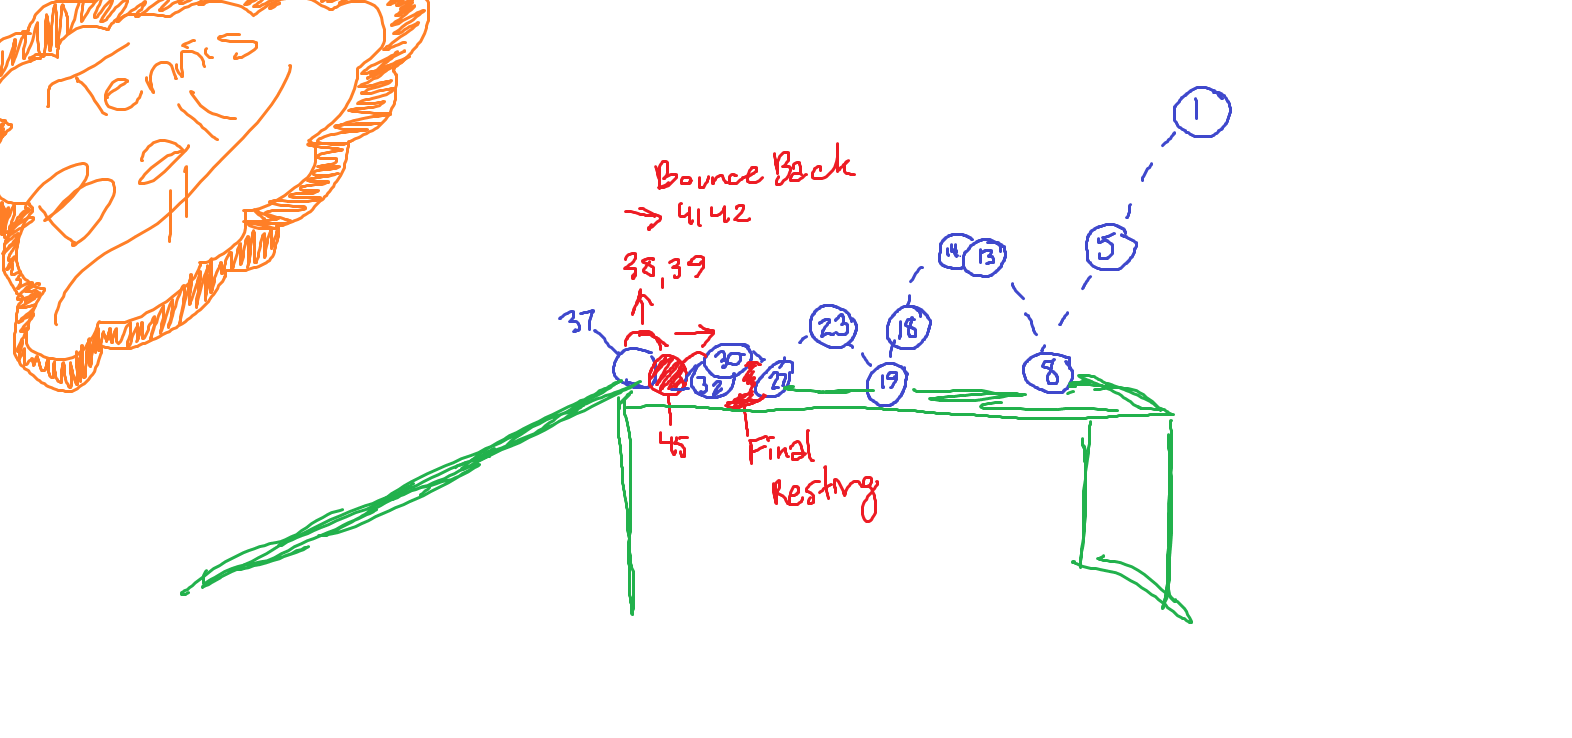 Tennis
Ball
1
Bounce Back
→ 41 42
5
14 13
38, 39
37
23
18
30
32
27
19
8
45
Final
Resting